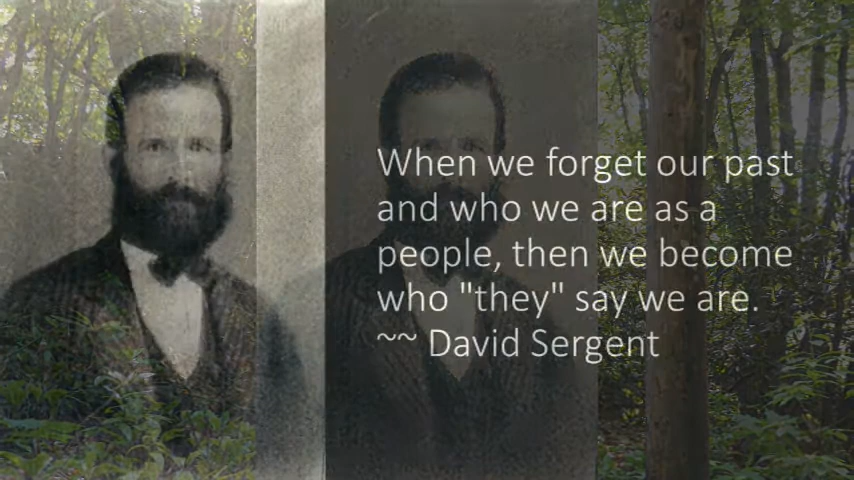 When we forget our past
and who we are as a
people, then we become
who "they" say we are.
~~ David Sergent